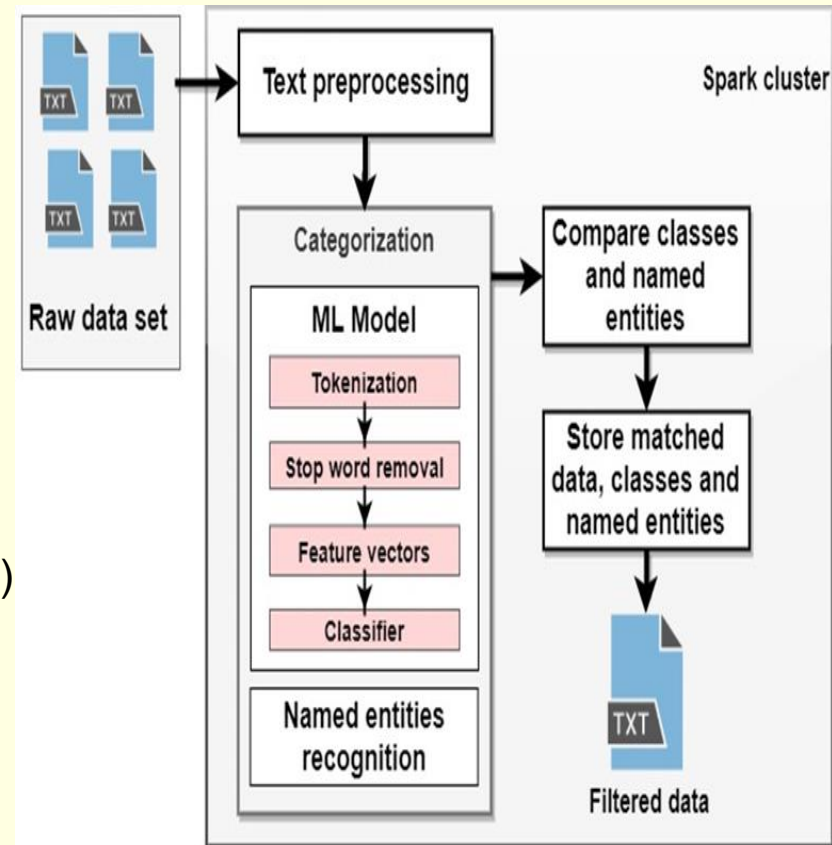 TXT
TXT
TXT
TXT
Raw data set
Text preprocessing
Spark cluster
Categorization
ML Model
Tokenization
Stop word removal
Feature vectors
Classifier
Named entities
recognition
Compare classes
and named
entities
Store matched
data, classes and
named entities
TXT
Filtered data
)